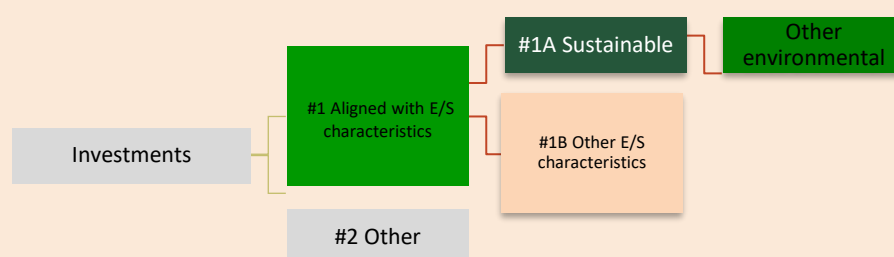 Investments
#1 Aligned with E/S
characteristics
#2 Other
#1A Sustainable
#1B Other E/S
characteristics
Other
environmental